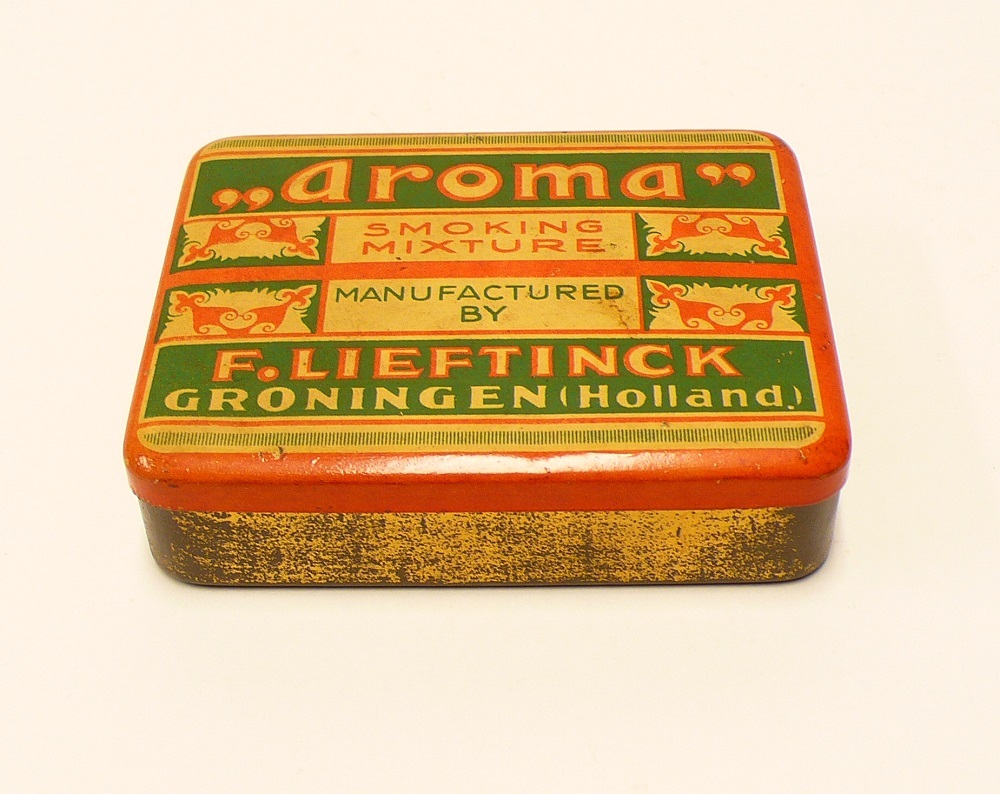 „aroma”
SMOKING
MIXTURE
MANUFACTURED
BY
F. LIEFTINCK
GRONINGEN (Holland.)